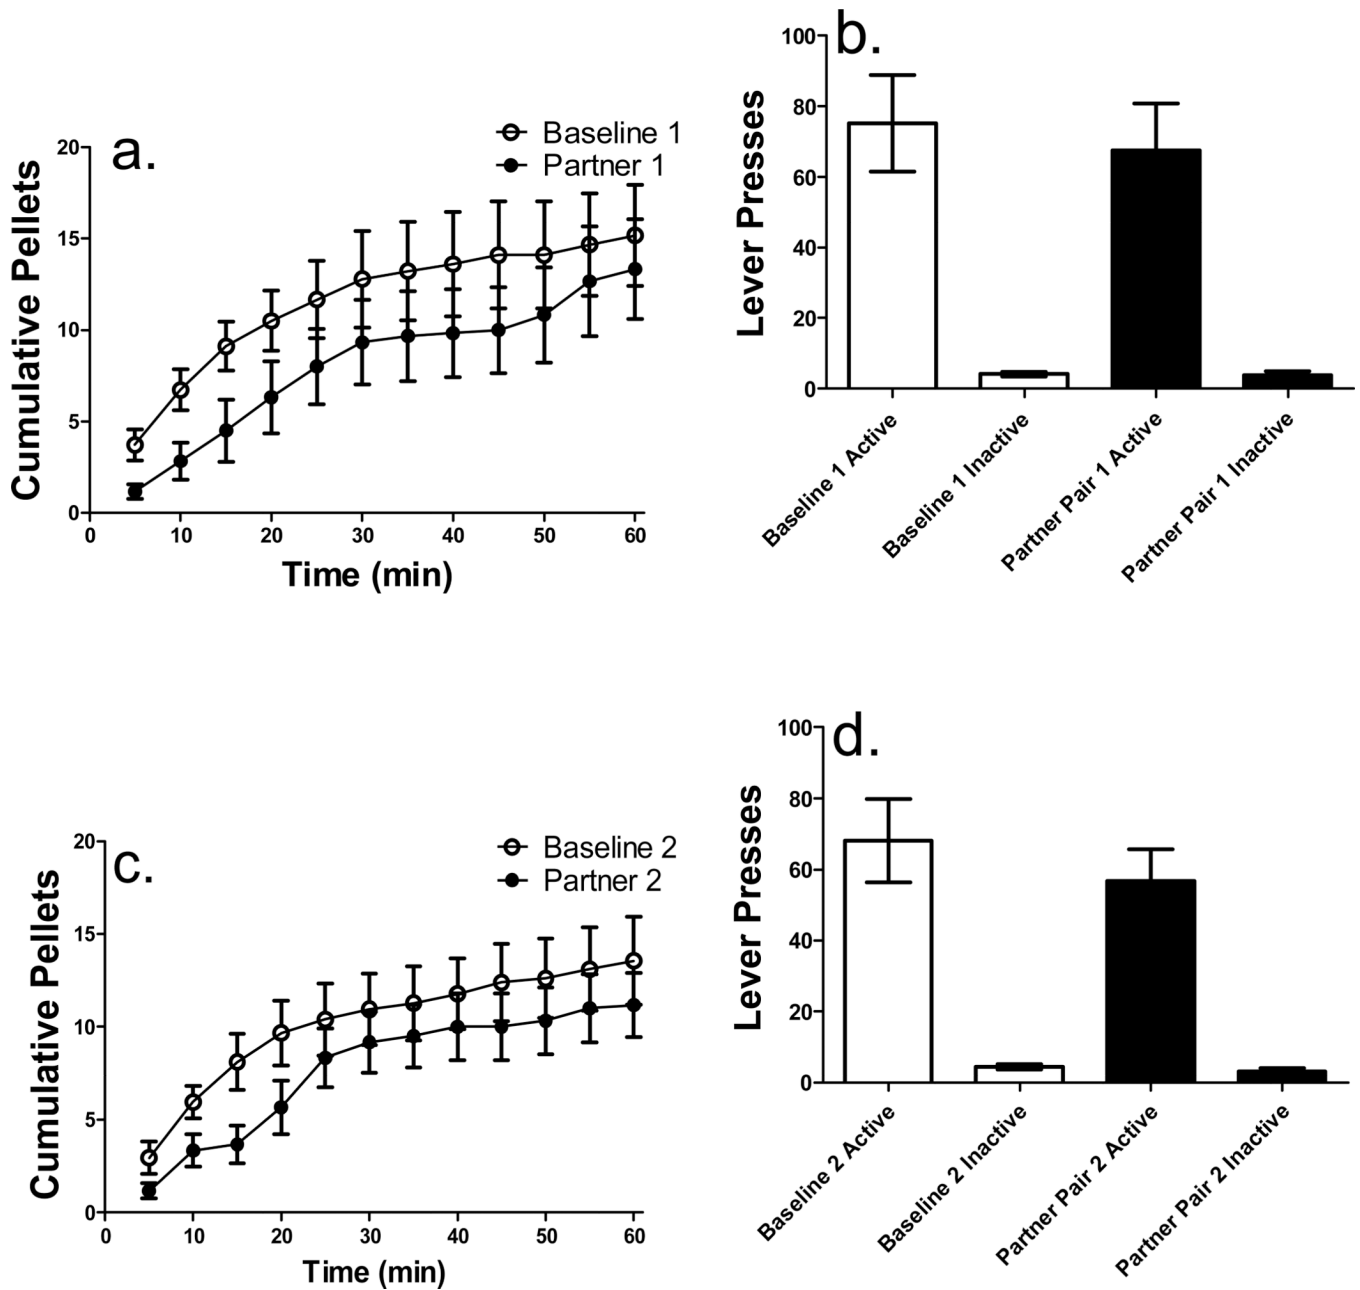 a.
Baseline 1
Partner 1
Cumulative Pellets
20
15
10
5
0
0 10 20 30 40 50 60
Time (min)
b.
Lever Presses
100
80
60
40
20
0
Baseline 1 Active
Baseline 1 Inactive
Partner Pair 1 Active
Partner Pair 1 Inactive
c.
Baseline 2
Partner 2
Cumulative Pellets
20
15
10
5
0
0 10 20 30 40 50 60
Time (min)
d.
Lever Presses
100
80
60
40
20
0
Baseline 2 Active
Baseline 2 Inactive
Partner Pair 2 Active
Partner Pair 2 Inactive